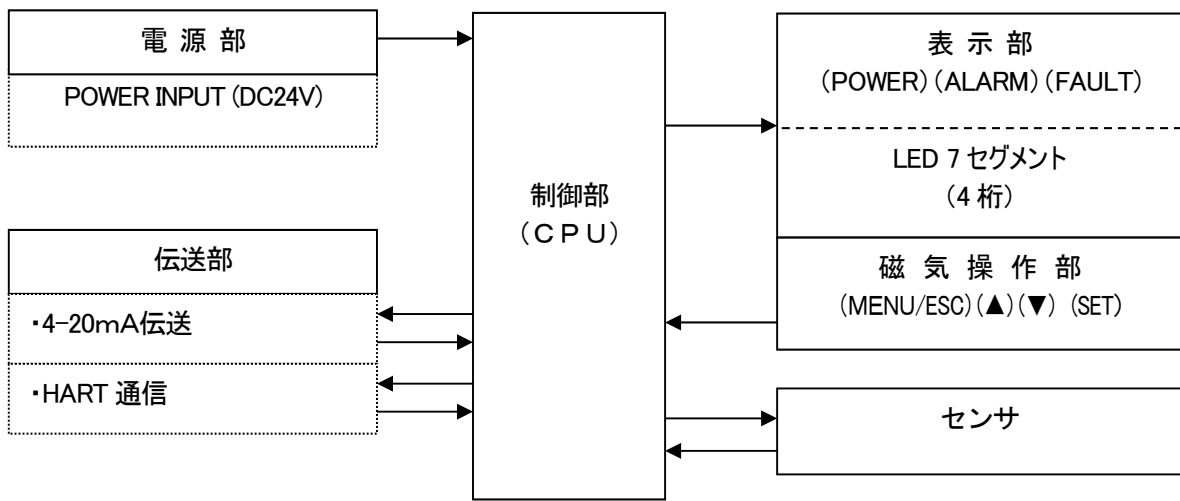 電 源 部
POWER INPUT (DC24V)
伝送部
・4-20mA伝送
・HART 通信
制御部
(CPU)
表 示 部
(POWER)(ALARM)(FAULT)
LED 7 セグメント
(4 桁)
磁 気 操 作 部
(MENU/ESC)(▲)(▼) (SET)
センサ